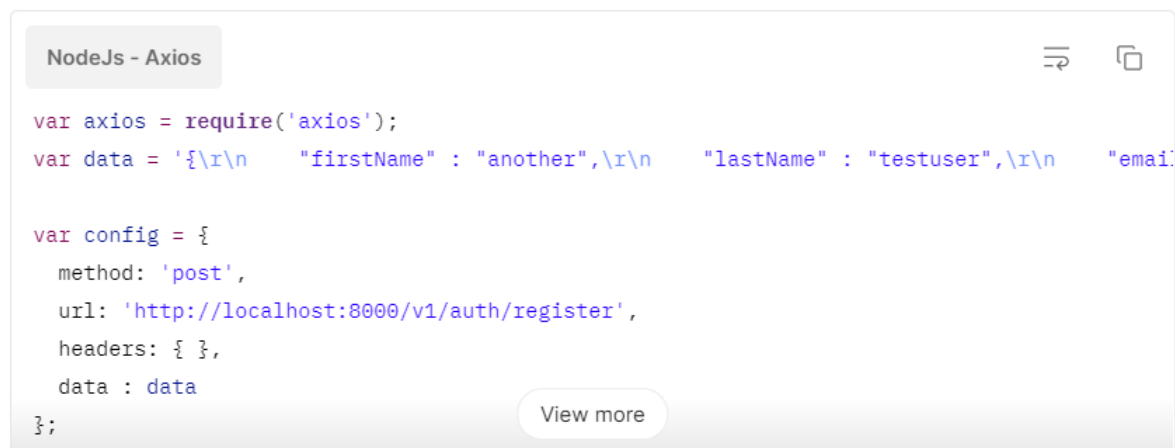 NodeJs - Axios
var axios = require('axios');
var data = '{\r\n    "firstName" : "another",\r\n    "lastName" : "testuser",\r\n    "email
var config = {
  method: 'post',
  url: 'http://localhost:8000/v1/auth/register',
  headers: { },
  data : data
};
View more